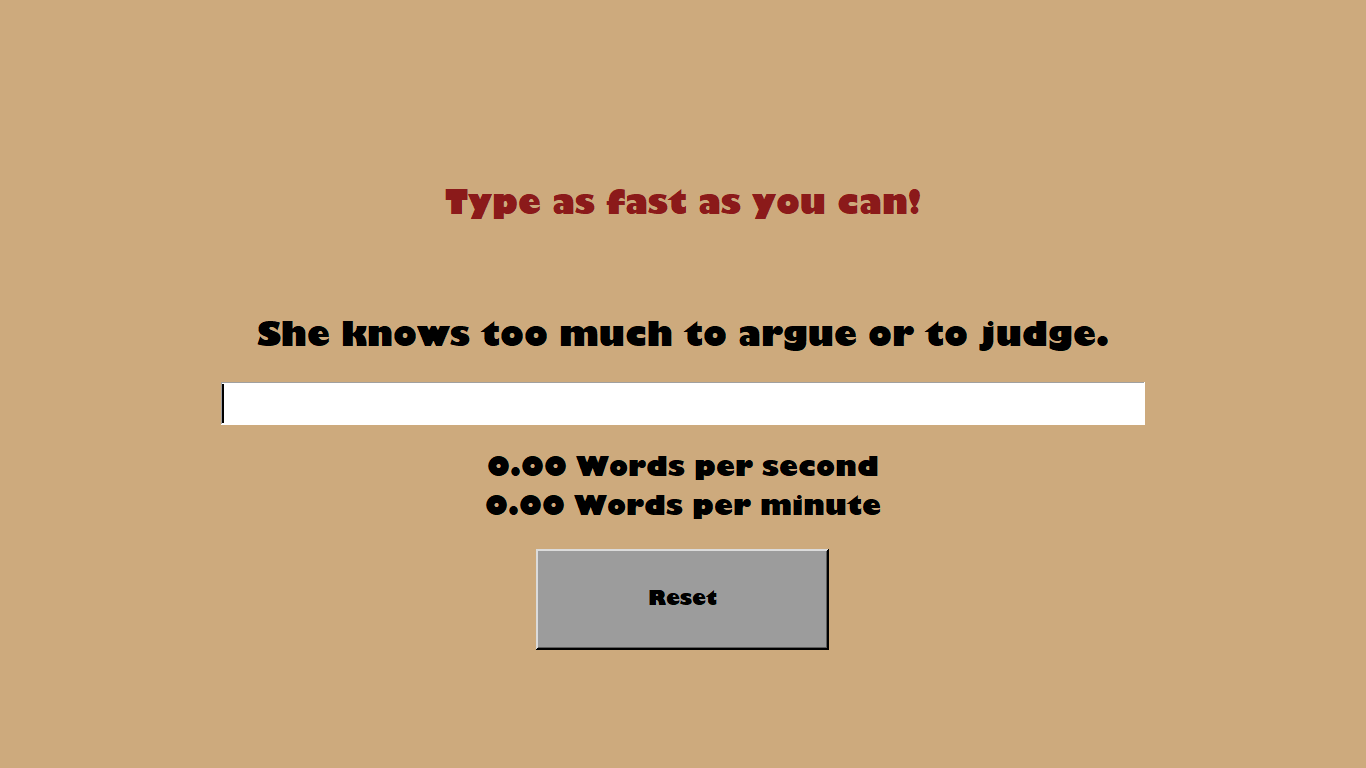 Type as fast as you can!
She knows too much to argue or to judge.
0.00 Words per second
0.00 Words per minute
Reset